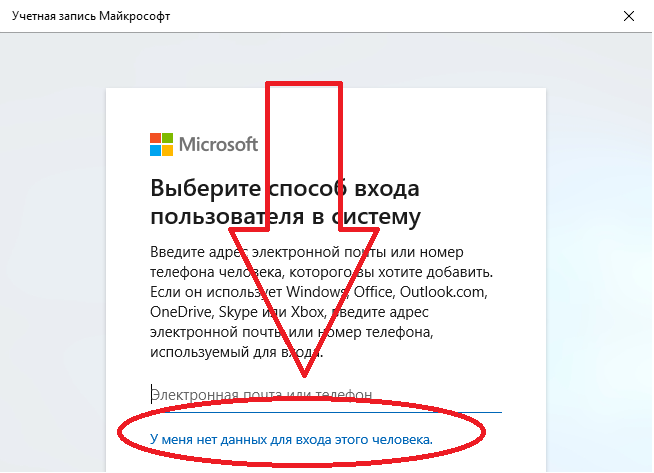 Учетная запись Майкрософт
Microsoft
Выберите способ входа
пользователя в систему
Введите адрес электронной почты или номер
телефона человека, которого вы хотите добавить.
Если он использует Windows, Office, Outlook.com,
OneDrive, Skype или Xbox, введите адрес
электронной почты или номер телефона,
используемый для входа.
Электронная почта или телефон
У меня нет данных для входа этого человека.